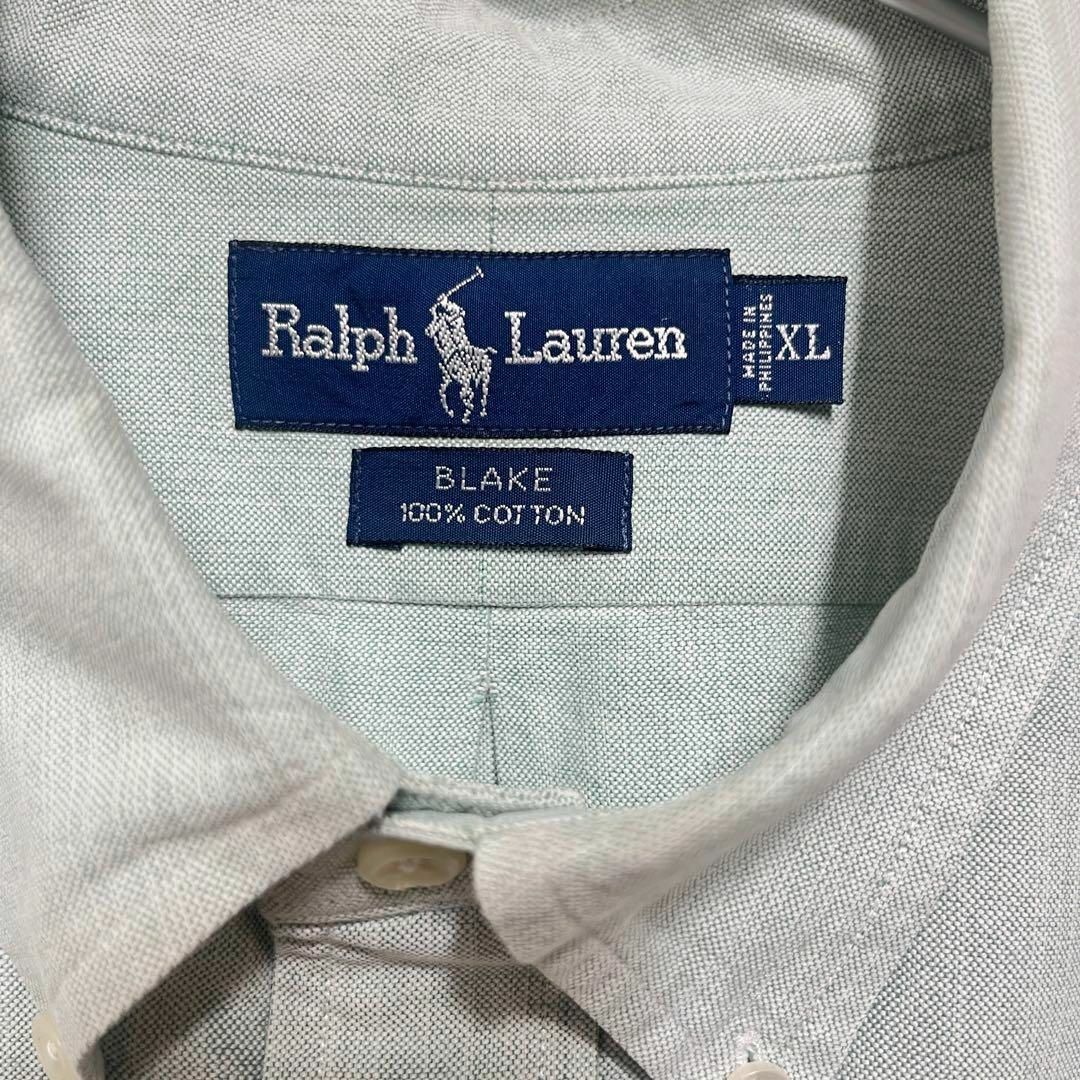 Ralph Lauren
MADE IN
PHILIPPINES
XL
BLAKE
100% COTTON